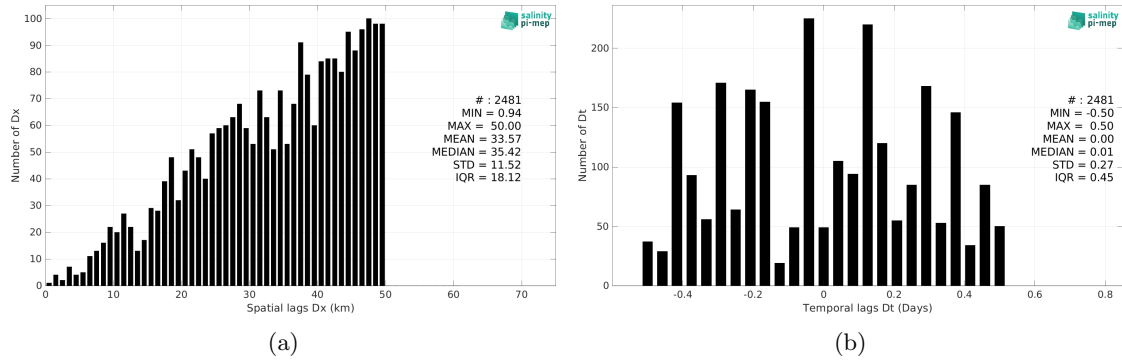 salinity
pi-mep
Number of Dx
100
90
80
70
60
50
40
30
20
10
0
# : 2481
MIN = 0.94
MAX = 50.00
MEAN = 33.57
MEDIAN = 35.42
STD = 11.52
IQR = 18.12
0 10 20 30 40 50 60 70
Spatial lags Dx (km)
(a)
salinity
pi-mep
Number of Dt
200
150
100
50
0
# : 2481
MIN = -0.50
MAX = 0.50
MEAN = 0.00
MEDIAN = 0.01
STD = 0.27
IQR = 0.45
-0.4 -0.2 0 0.2 0.4 0.6 0.8
Temporal lags Dt (Days)
(b)